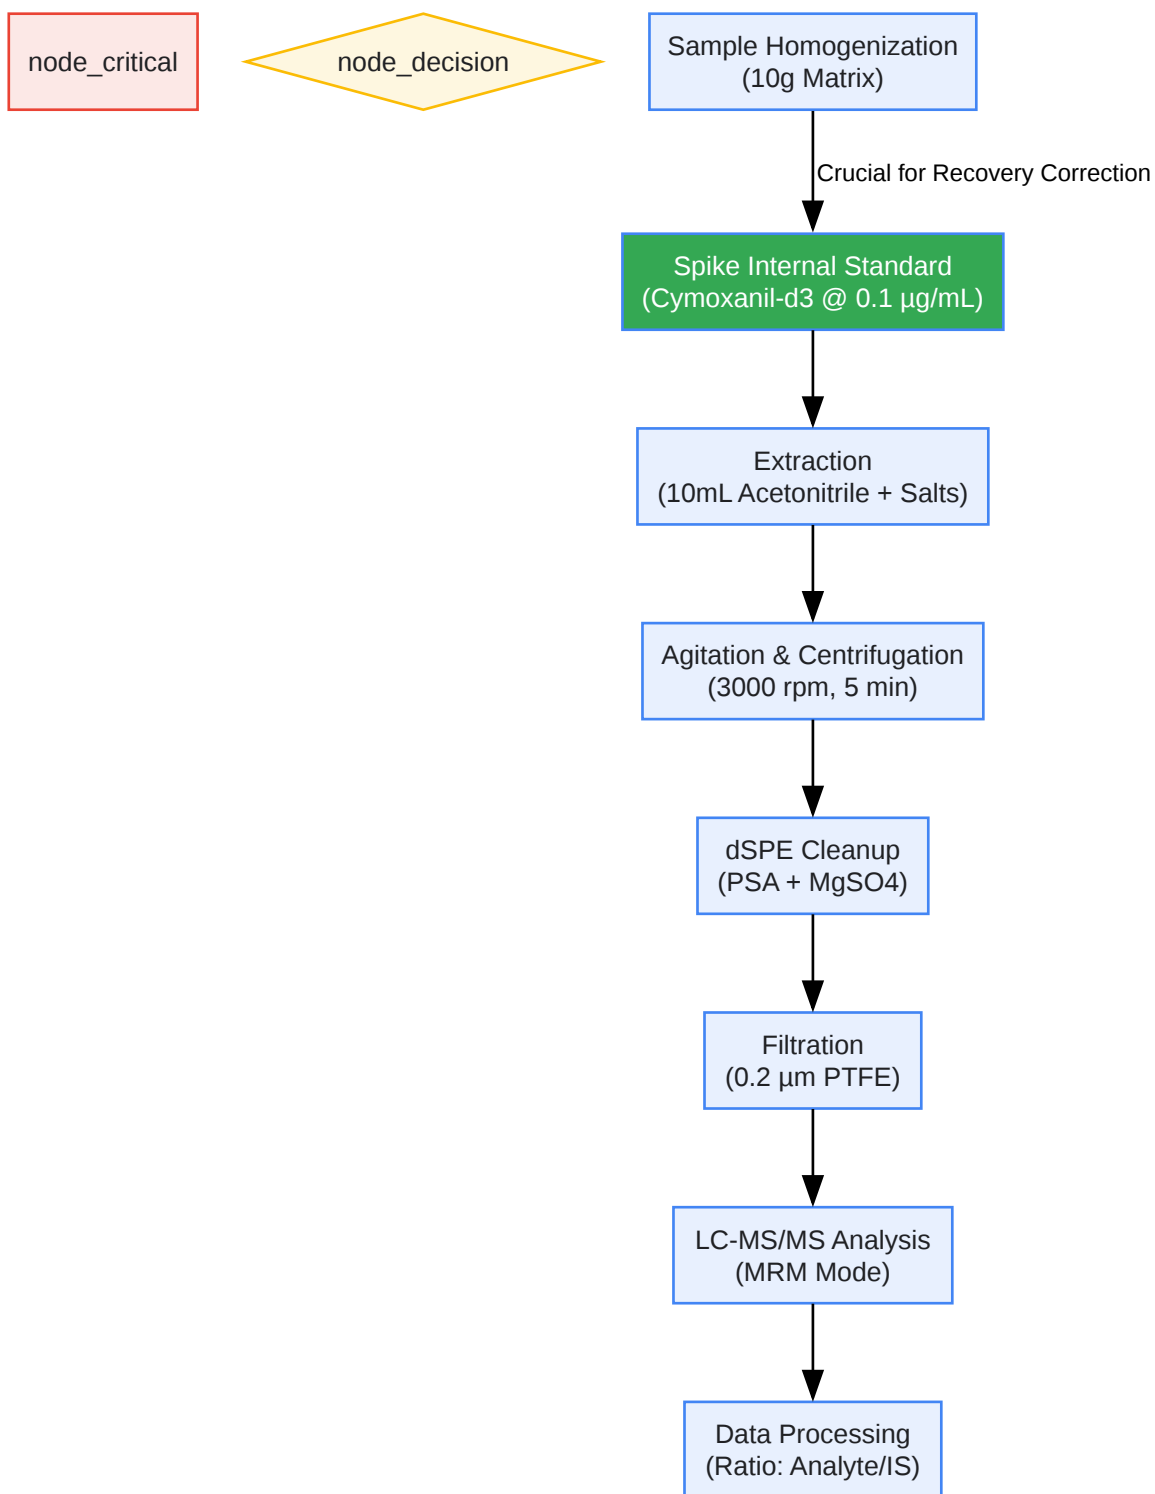 node_critical
node_decision
Sample Homogenization
(10g Matrix)
Crucial for Recovery Correction
Spike Internal Standard
(Cymoxanil-d3 @ 0.1 µg/mL)
Extraction
(10mL Acetonitrile + Salts)
Agitation & Centrifugation
(3000 rpm, 5 min)
dSPE Cleanup
(PSA + MgSO4)
Filtration
(0.2 µm PTFE)
LC-MS/MS Analysis
(MRM Mode)
Data Processing
(Ratio: Analyte/IS)